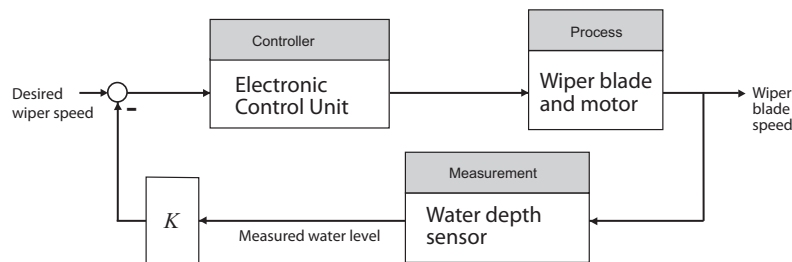 Controller
Process
Desired
wiper speed
-
Electronic
Control Unit
Wiper blade
and motor
Wiper
blade
speed
Measurement
K
Measured water level
Water depth
sensor